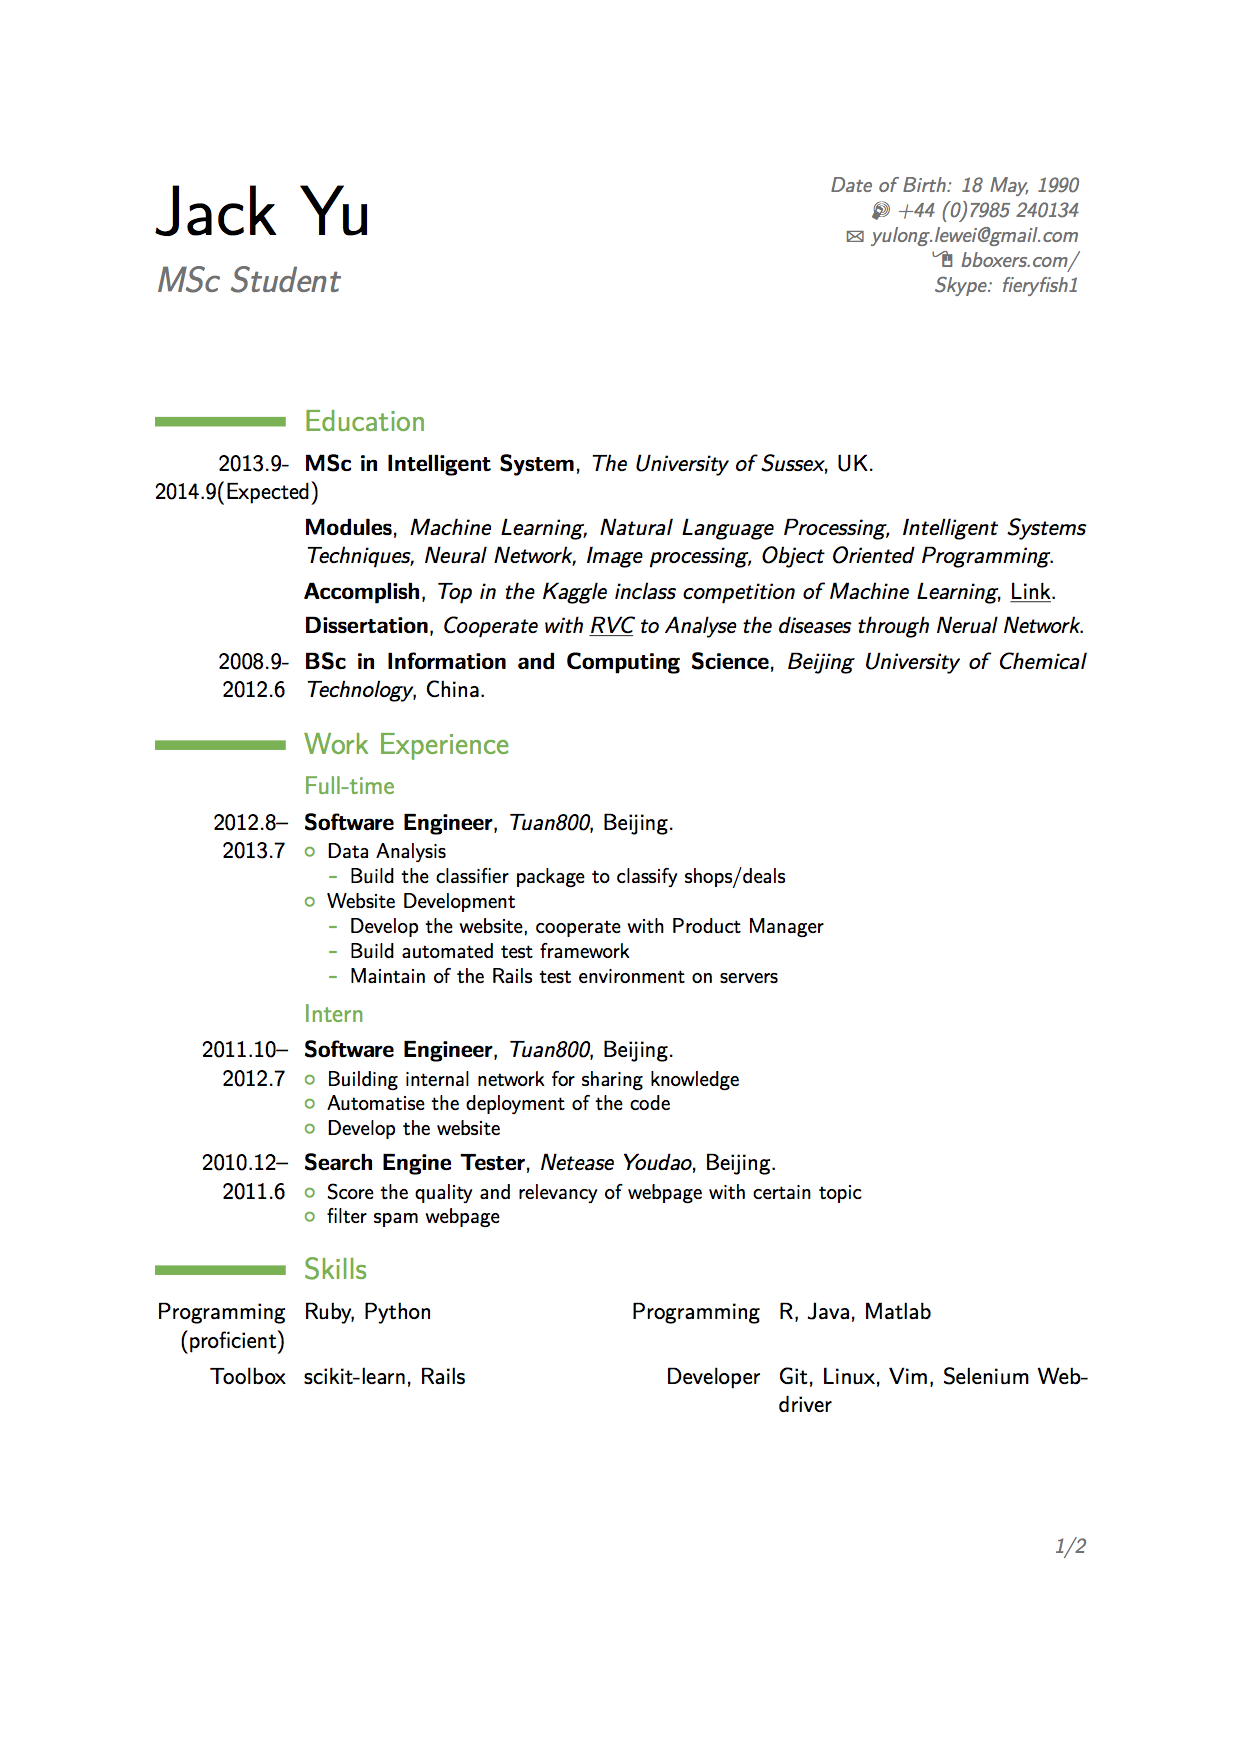 Jack Yu
MSc Student
Date of Birth: 18 May, 1990
+44 (0)7985 240134
yulong.lewei@gmail.com
bboxers.com/
Skype: fieryfish1
Education
2013.9- MSc in Intelligent System, The University of Sussex, UK.
2014.9(Expected)
Modules, Machine Learning, Natural Language Processing, Intelligent Systems
Techniques, Neural Network, Image processing, Object Oriented Programming.
Accomplish, Top in the Kaggle inclass competition of Machine Learning, Link.
Dissertation, Cooperate with RVC to Analyse the diseases through Nerual Network.
2008.9- BSc in Information and Computing Science, Beijing University of Chemical
2012.6 Technology, China.
Work Experience
Full-time
2012.8– Software Engineer, Tuan800, Beijing.
2013.7 Data Analysis
– Build the classifier package to classify shops/deals
Website Development
– Develop the website, cooperate with Product Manager
– Build automated test framework
– Maintain of the Rails test environment on servers
Intern
2011.10– Software Engineer, Tuan800, Beijing.
2012.7 Building internal network for sharing knowledge
Automatise the deployment of the code
Develop the website
2010.12– Search Engine Tester, Netease Youdao, Beijing.
2011.6 Score the quality and relevancy of webpage with certain topic
filter spam webpage
Skills
Programming Ruby, Python Programming R, Java, Matlab
(proficient)
Toolbox scikit-learn, Rails Developer Git, Linux, Vim, Selenium Web-
driver
1/2